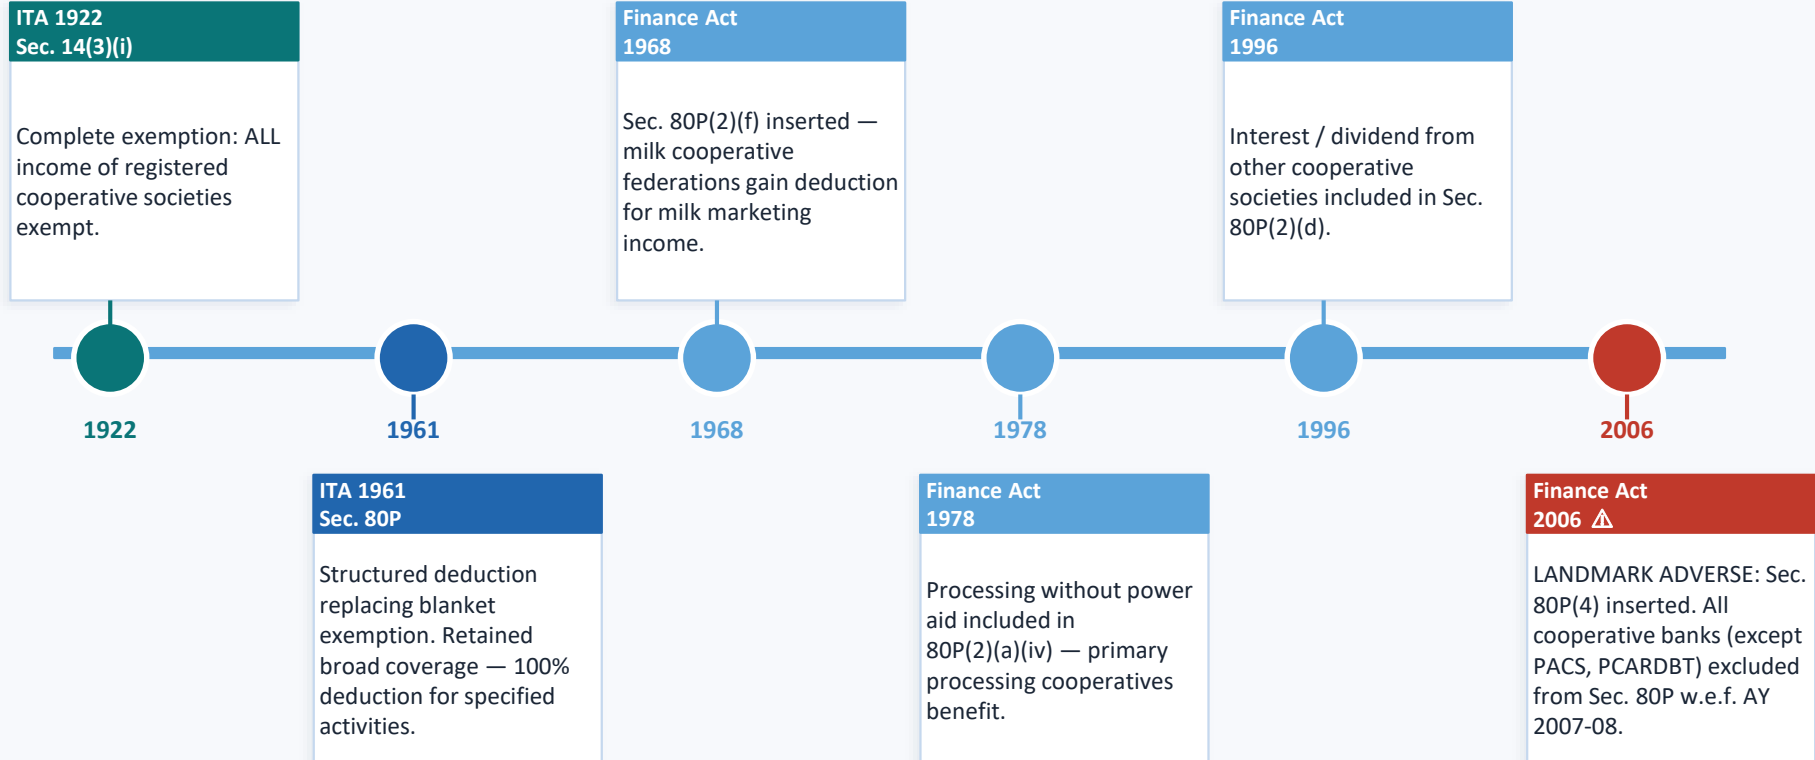 ITA 1922
Sec. 14(3)(i)
Complete exemption: ALL
income of registered
cooperative societies
exempt.
Finance Act
1968
Sec. 80P(2)(f) inserted —
milk cooperative
federations gain deduction
for milk marketing
income.
Finance Act
1996
Interest / dividend from
other cooperative
societies included in Sec.
80P(2)(d).
1922
1961
1968
1978
1996
2006
ITA 1961
Sec. 80P
Structured deduction
replacing blanket
exemption. Retained
broad coverage — 100%
deduction for specified
activities.
Finance Act
1978
Processing without power
aid included in
80P(2)(a)(iv) — primary
processing cooperatives
benefit.
Finance Act
2006 ⚠
LANDMARK ADVERSE: Sec.
80P(4) inserted. All
cooperative banks (except
PACS, PCARDBT) excluded
from Sec. 80P w.e.f. AY
2007-08.